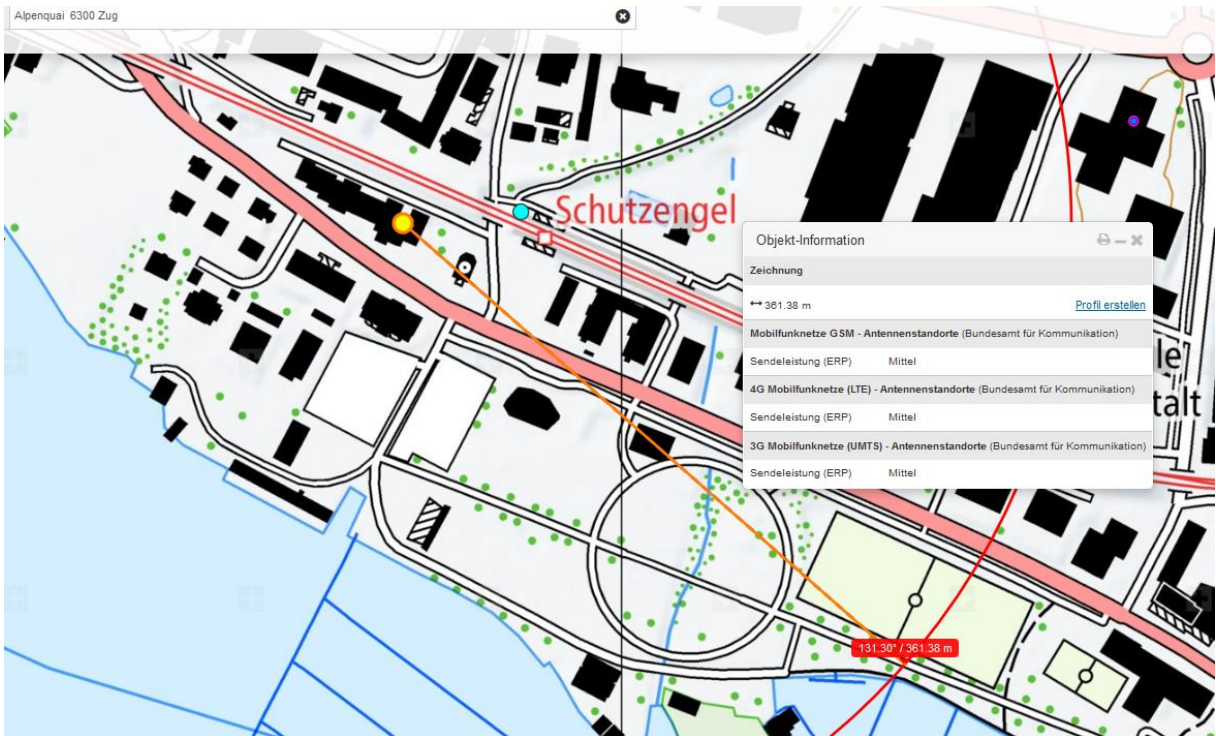 Alpenquai 6300 Zug
Schutzengel
Objekt-Information
Zeichnung
↔ 361.38 m Profil erstellen
Mobilfunknetze GSM - Antennenstandorte (Bundesamt für Kommunikation)
Sendeleistung (ERP) Mittel
4G Mobilfunknetze (LTE) - Antennenstandorte (Bundesamt für Kommunikation)
Sendeleistung (ERP) Mittel
3G Mobilfunknetze (UMTS) - Antennenstandorte (Bundesamt für Kommunikation)
Sendeleistung (ERP) Mittel
le
talt
131.30° / 361.38 m